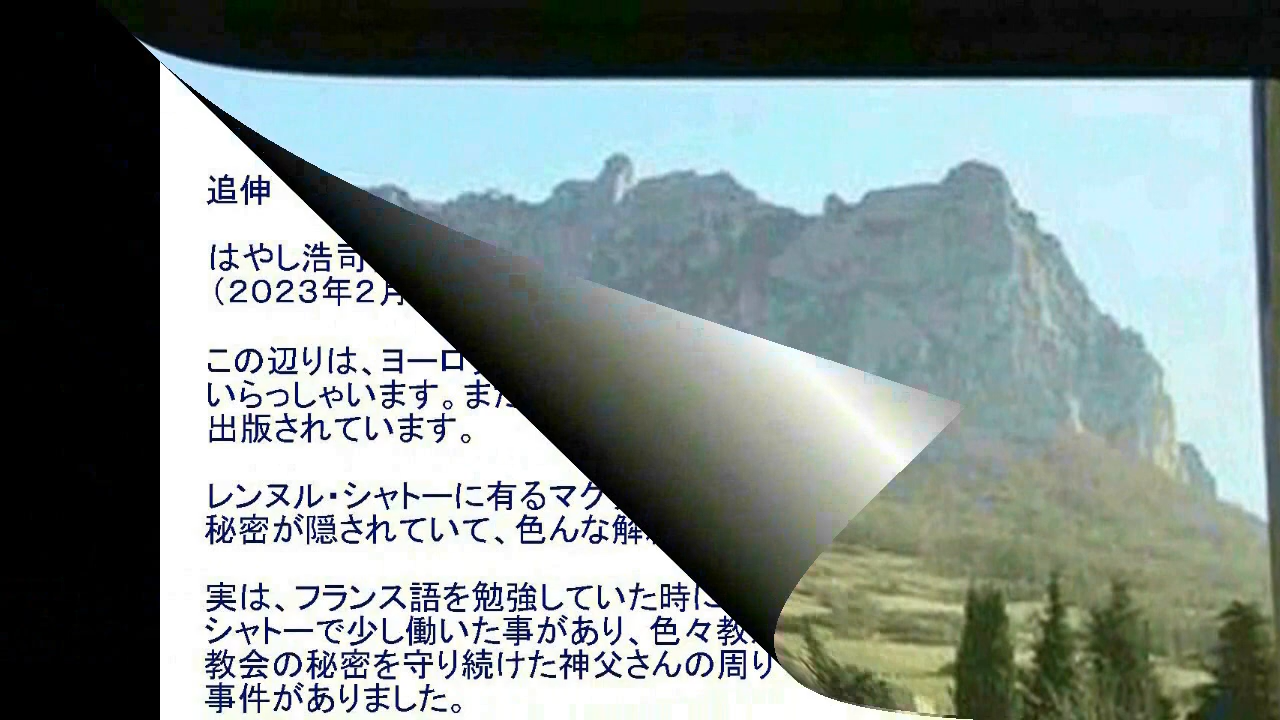 追伸
はやし浩司
（２０２３年２月
この辺りは、ヨーロ
いらっしゃいます。また
出版されています。
レンヌル・シャトーに有るマグ
秘密が隠されていて、色んな解
実は、フランス語を勉強していた時に
シャトーで少し働いた事があり、色々教
教会の秘密を守り続けた神父さんの周り
事件がありました。